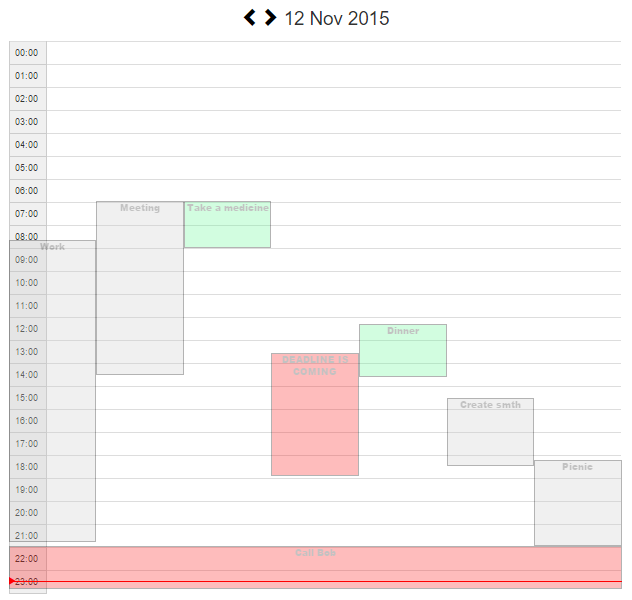 12 Nov 2015
00:00
01:00
02:00
03:00
04:00
05:00
06:00
07:00
Meeting
Take a medicine
08:00
Work
09:00
10:00
11:00
12:00
Dinner
13:00
DEADLINE IS
COMING
14:00
15:00
Create smth
16:00
17:00
18:00
Picnic
19:00
20:00
21:00
Call Bob
22:00
23:00